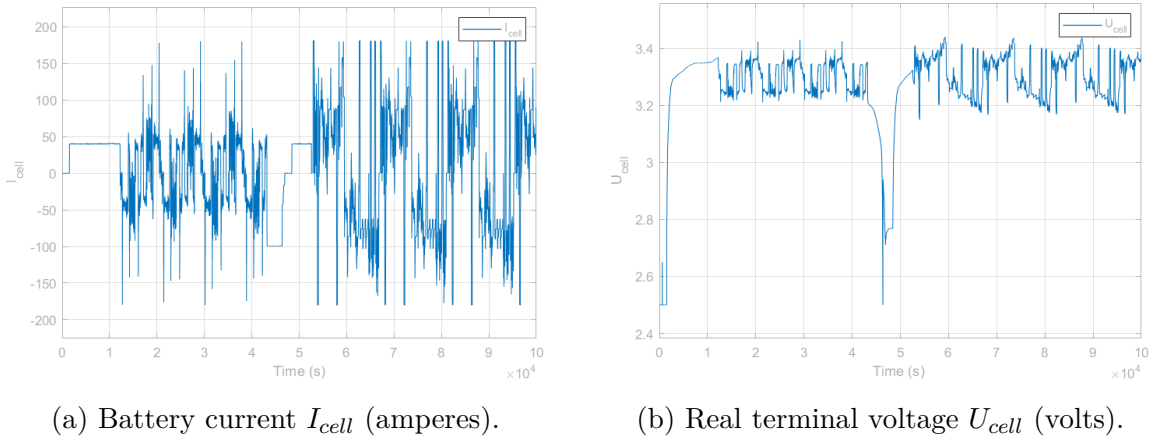 I_cell
200
150
100
50
0
-50
-100
-150
-200
I_cell
0 1 2 3 4 5 6 7 8 9 10
Time (s)
×10^4
U_cell
3.4
3.2
3
2.8
2.6
2.4
U_cell
0 1 2 3 4 5 6 7 8 9 10
Time (s)
×10^4
(a) Battery current I_cell (amperes).
(b) Real terminal voltage U_cell (volts).